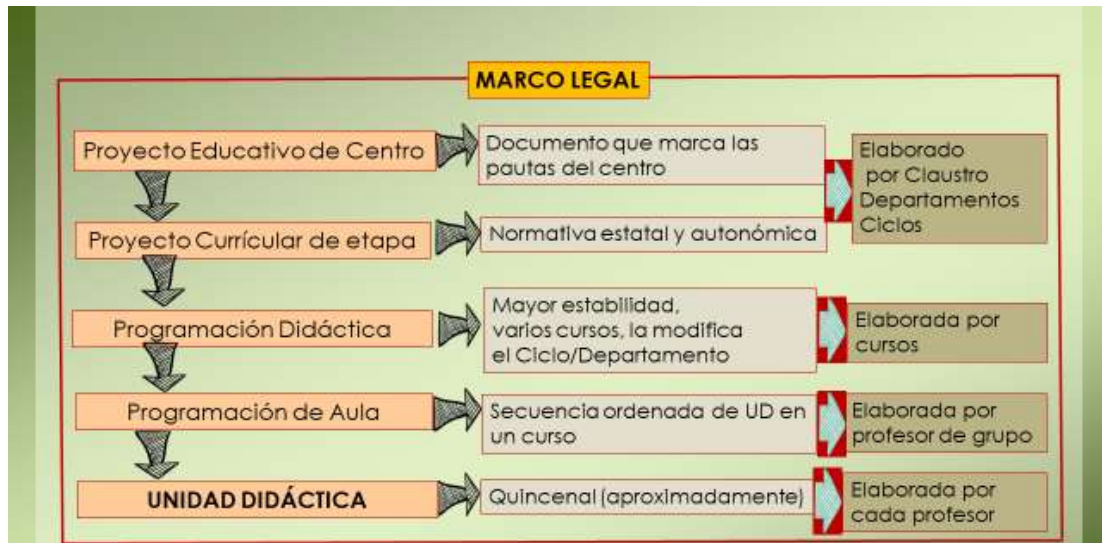 MARCO LEGAL
Proyecto Educativo de Centro
Documento que marca las
pautas del centro
Elaborado
por Claustro
Departamentos
Ciclos
Proyecto Currícular de etapa
Normativa estatal y autonómica
Programación Didáctica
Mayor estabilidad,
varios cursos, la modifica
el Ciclo/Departamento
Elaborada por
cursos
Programación de Aula
Secuencia ordenada de UD en
un curso
Elaborada por
profesor de grupo
UNIDAD DIDÁCTICA
Quincenal (aproximadamente)
Elaborada por
cada profesor